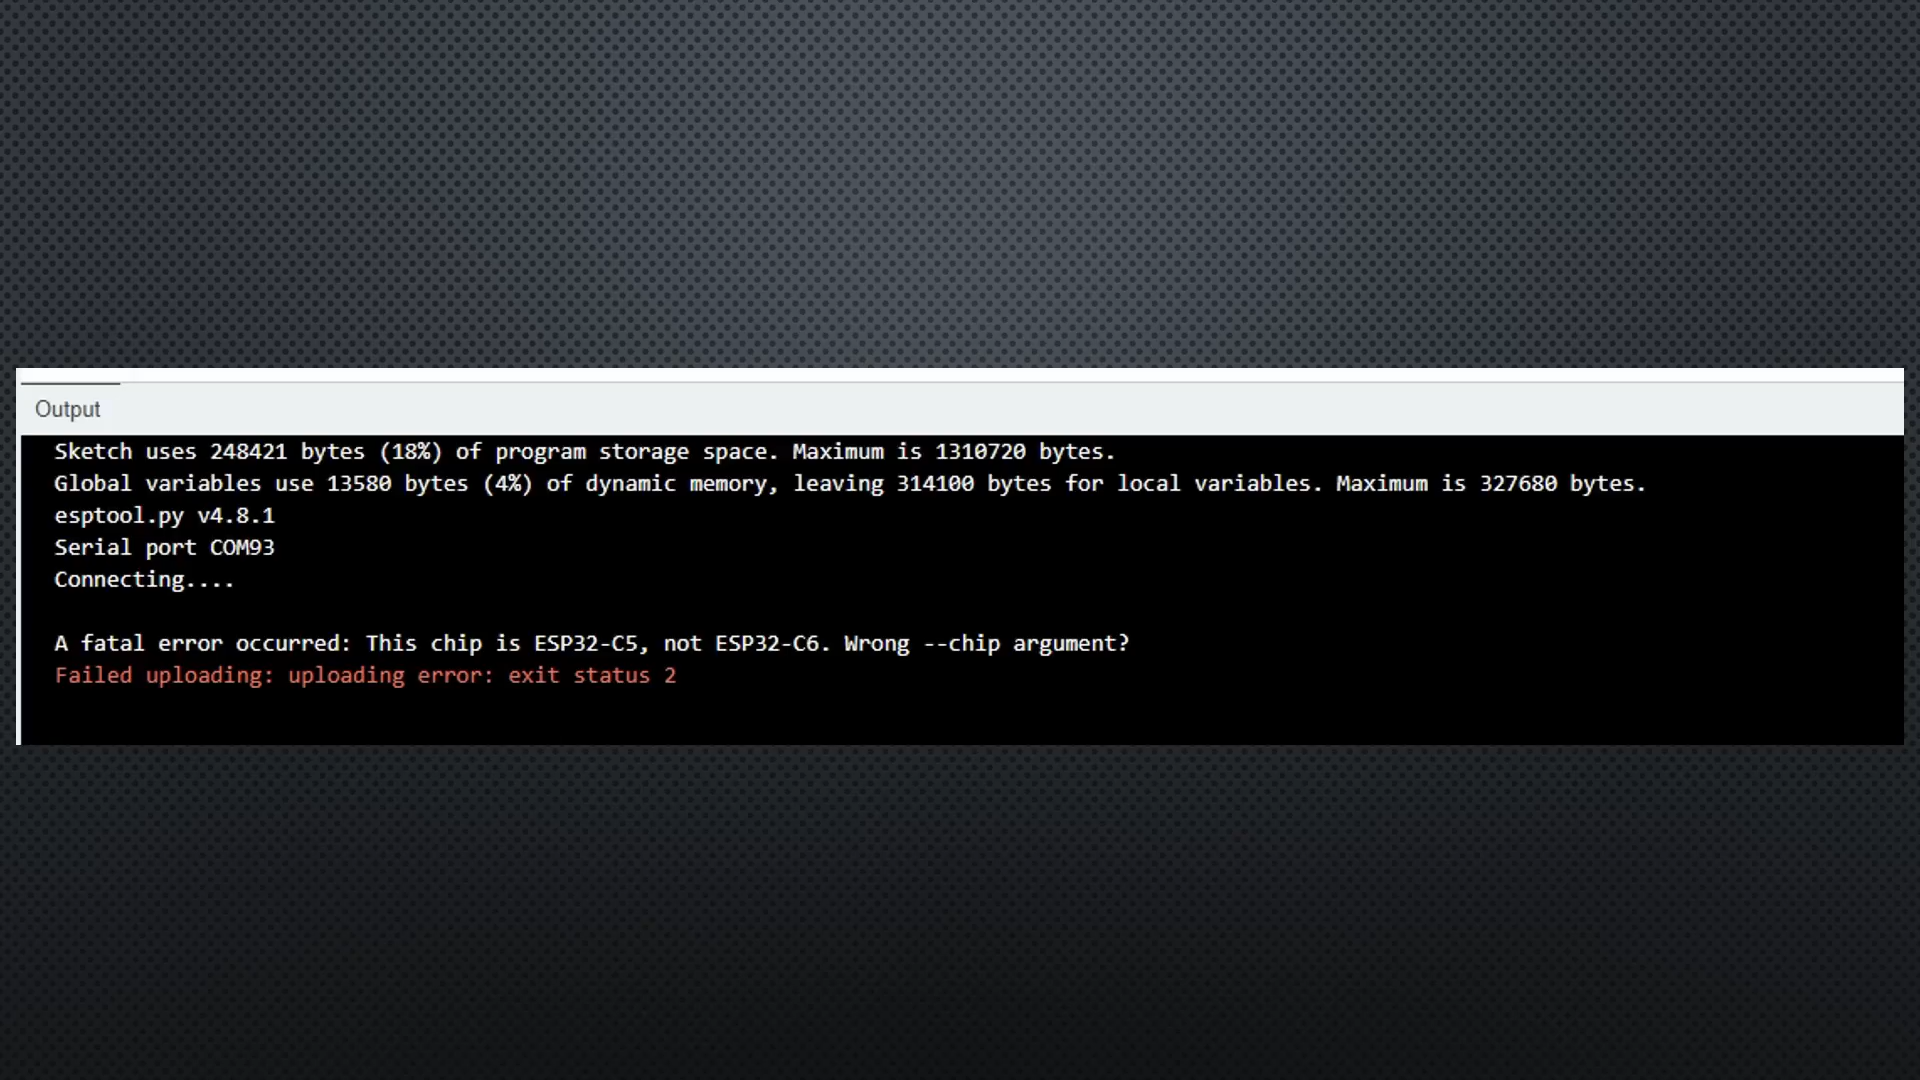 Output
Sketch uses 248421 bytes (18%) of program storage space. Maximum is 1310720 bytes.
Global variables use 13580 bytes (4%) of dynamic memory, leaving 314100 bytes for local variables. Maximum is 327680 bytes.
esptool.py v4.8.1
Serial port COM93
Connecting....
A fatal error occurred: This chip is ESP32-C5, not ESP32-C6. Wrong --chip argument?
Failed uploading: uploading error: exit status 2